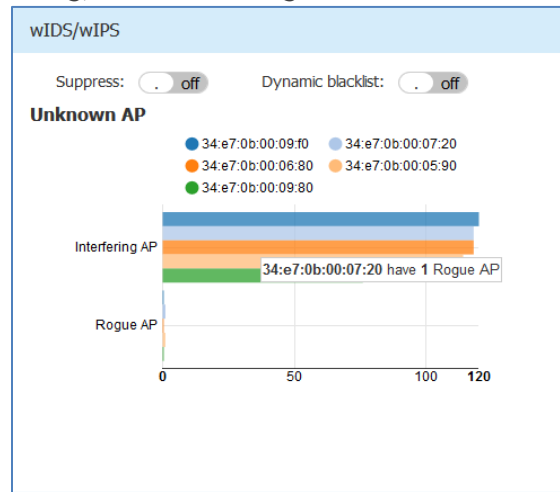 wIDS/wIPS
Suppress: . off Dynamic blacklist: . off
Unknown AP
34:e7:0b:00:09:f0 34:e7:0b:00:07:20
34:e7:0b:00:06:80 34:e7:0b:00:05:90
34:e7:0b:00:09:80
Interfering AP
34:e7:0b:00:07:20 have 1 Rogue AP
Rogue AP
0 50 100 120